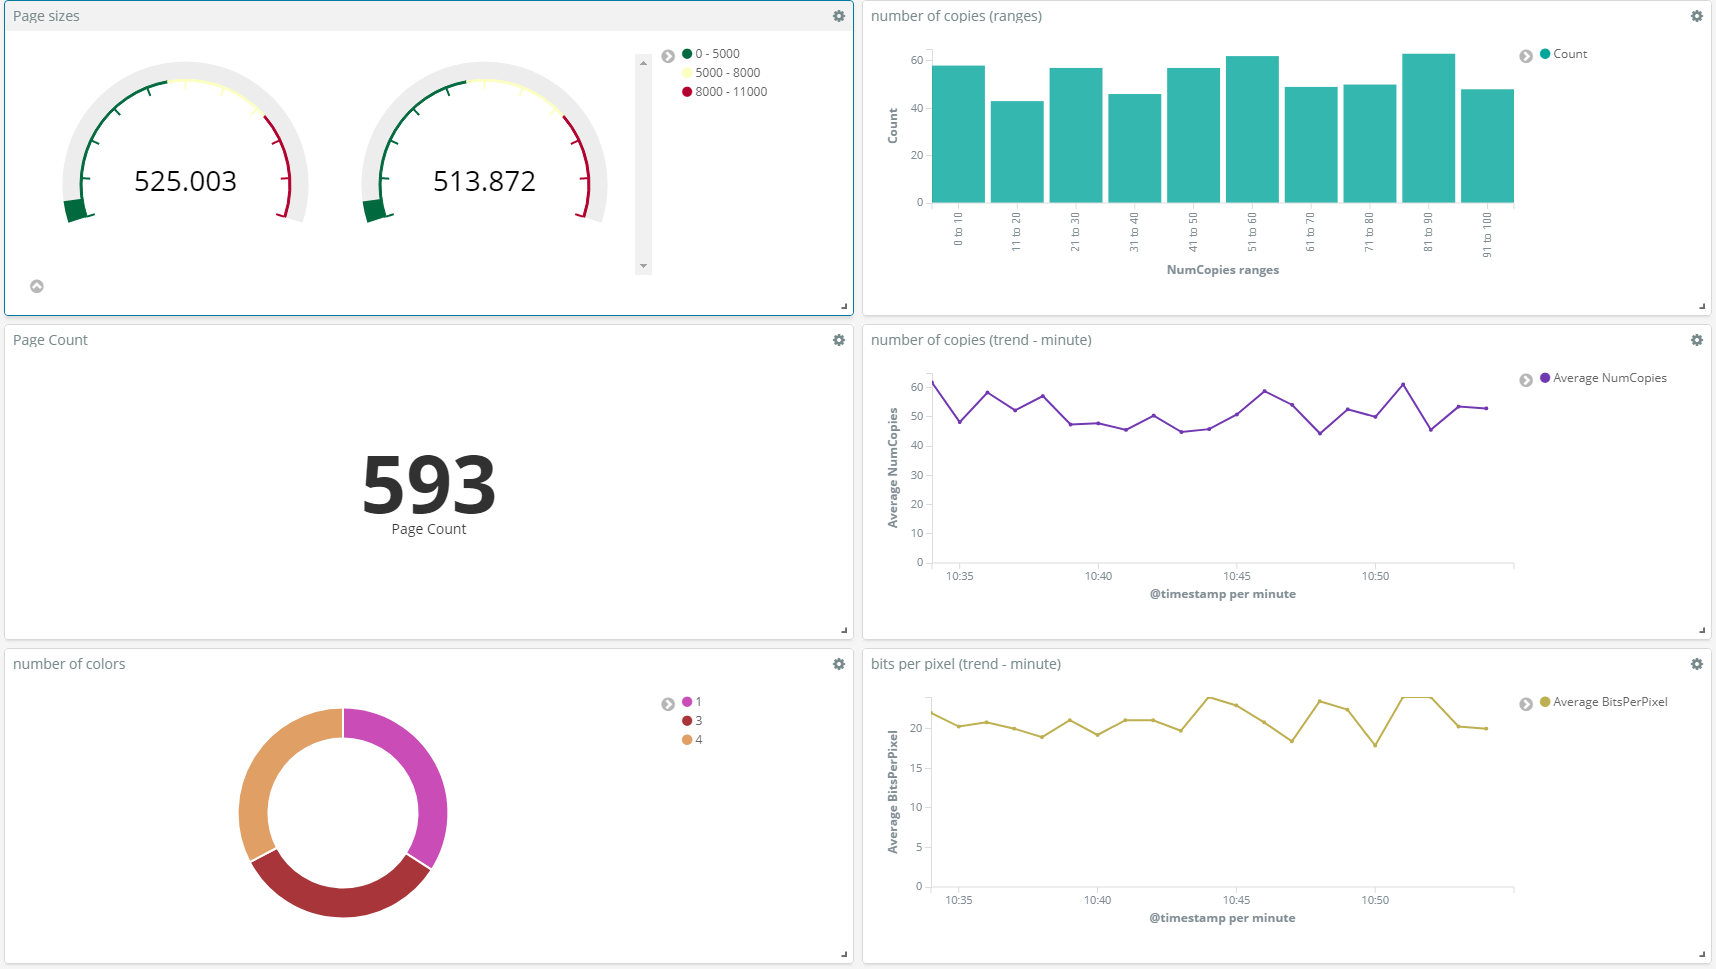 Page sizes
525.003
513.872
0 - 5000
5000 - 8000
8000 - 11000
number of copies (ranges)
Count
60
40
20
0
Count
0 to 10
11 to 20
21 to 30
31 to 40
41 to 50
51 to 60
61 to 70
71 to 80
81 to 90
91 to 100
NumCopies ranges
Page Count
593
Page Count
number of copies (trend - minute)
Average NumCopies
60
50
40
30
20
10
0
Average NumCopies
10:35
10:40
10:45
10:50
@timestamp per minute
number of colors
1
3
4
bits per pixel (trend - minute)
Average BitsPerPixel
20
15
10
5
0
Average BitsPerPixel
10:35
10:40
10:45
10:50
@timestamp per minute